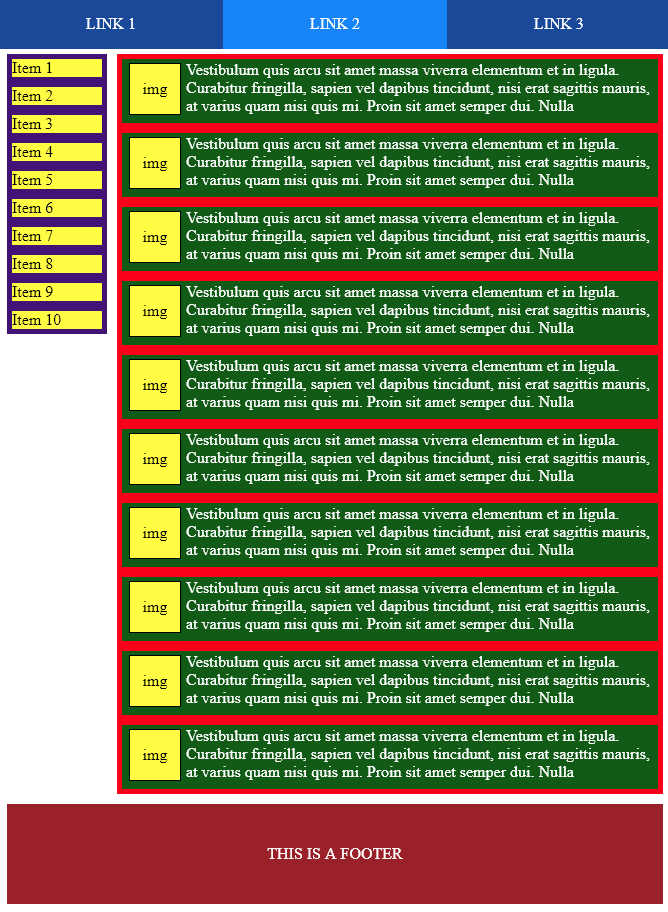 LINK 1 LINK 2 LINK 3
Item 1
Item 2
Item 3
Item 4
Item 5
Item 6
Item 7
Item 8
Item 9
Item 10
img
Vestibulum quis arcu sit amet massa viverra elementum et in ligula.
Curabitur fringilla, sapien vel dapibus tincidunt, nisi erat sagittis mauris,
at varius quam nisi quis mi. Proin sit amet semper dui. Nulla
img
Vestibulum quis arcu sit amet massa viverra elementum et in ligula.
Curabitur fringilla, sapien vel dapibus tincidunt, nisi erat sagittis mauris,
at varius quam nisi quis mi. Proin sit amet semper dui. Nulla
img
Vestibulum quis arcu sit amet massa viverra elementum et in ligula.
Curabitur fringilla, sapien vel dapibus tincidunt, nisi erat sagittis mauris,
at varius quam nisi quis mi. Proin sit amet semper dui. Nulla
img
Vestibulum quis arcu sit amet massa viverra elementum et in ligula.
Curabitur fringilla, sapien vel dapibus tincidunt, nisi erat sagittis mauris,
at varius quam nisi quis mi. Proin sit amet semper dui. Nulla
img
Vestibulum quis arcu sit amet massa viverra elementum et in ligula.
Curabitur fringilla, sapien vel dapibus tincidunt, nisi erat sagittis mauris,
at varius quam nisi quis mi. Proin sit amet semper dui. Nulla
img
Vestibulum quis arcu sit amet massa viverra elementum et in ligula.
Curabitur fringilla, sapien vel dapibus tincidunt, nisi erat sagittis mauris,
at varius quam nisi quis mi. Proin sit amet semper dui. Nulla
img
Vestibulum quis arcu sit amet massa viverra elementum et in ligula.
Curabitur fringilla, sapien vel dapibus tincidunt, nisi erat sagittis mauris,
at varius quam nisi quis mi. Proin sit amet semper dui. Nulla
img
Vestibulum quis arcu sit amet massa viverra elementum et in ligula.
Curabitur fringilla, sapien vel dapibus tincidunt, nisi erat sagittis mauris,
at varius quam nisi quis mi. Proin sit amet semper dui. Nulla
img
Vestibulum quis arcu sit amet massa viverra elementum et in ligula.
Curabitur fringilla, sapien vel dapibus tincidunt, nisi erat sagittis mauris,
at varius quam nisi quis mi. Proin sit amet semper dui. Nulla
img
Vestibulum quis arcu sit amet massa viverra elementum et in ligula.
Curabitur fringilla, sapien vel dapibus tincidunt, nisi erat sagittis mauris,
at varius quam nisi quis mi. Proin sit amet semper dui. Nulla
THIS IS A FOOTER